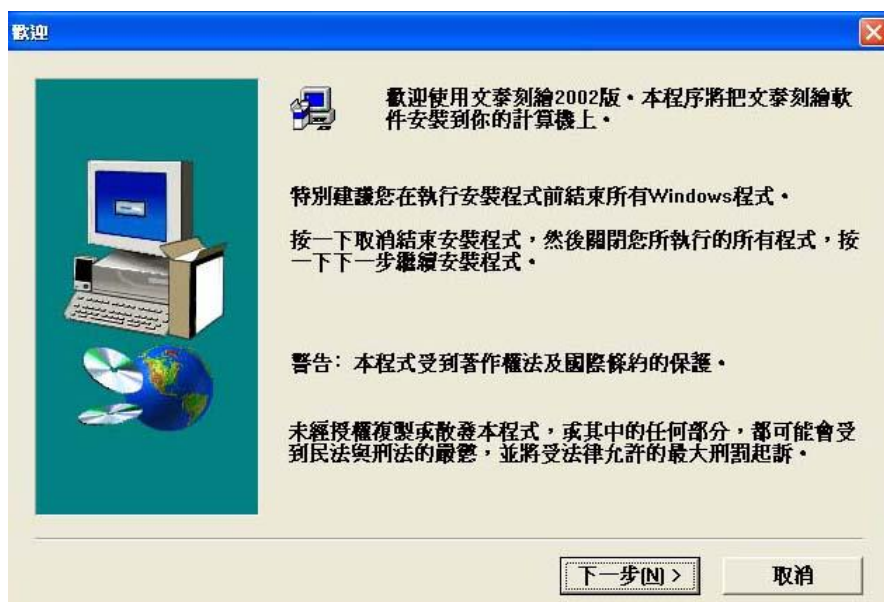 歡迎
歡迎使用文泰刻繪2002版。本程序將把文泰刻繪軟
件安裝到你的計算機上。
特別建議您在執行安裝程式前結束所有Windows程式。
按一下取消結束安裝程式，然後關閉您所執行的所有程式，按
一下下一步繼續安裝程式。
警告: 本程式受到著作權法及國際條約的保護。
未經授權複製或散發本程式，或其中的任何部分，都可能會受
到民法與刑法的嚴懲，並將受法律允許的最大刑罰起訴。
下一步(N) >
取消